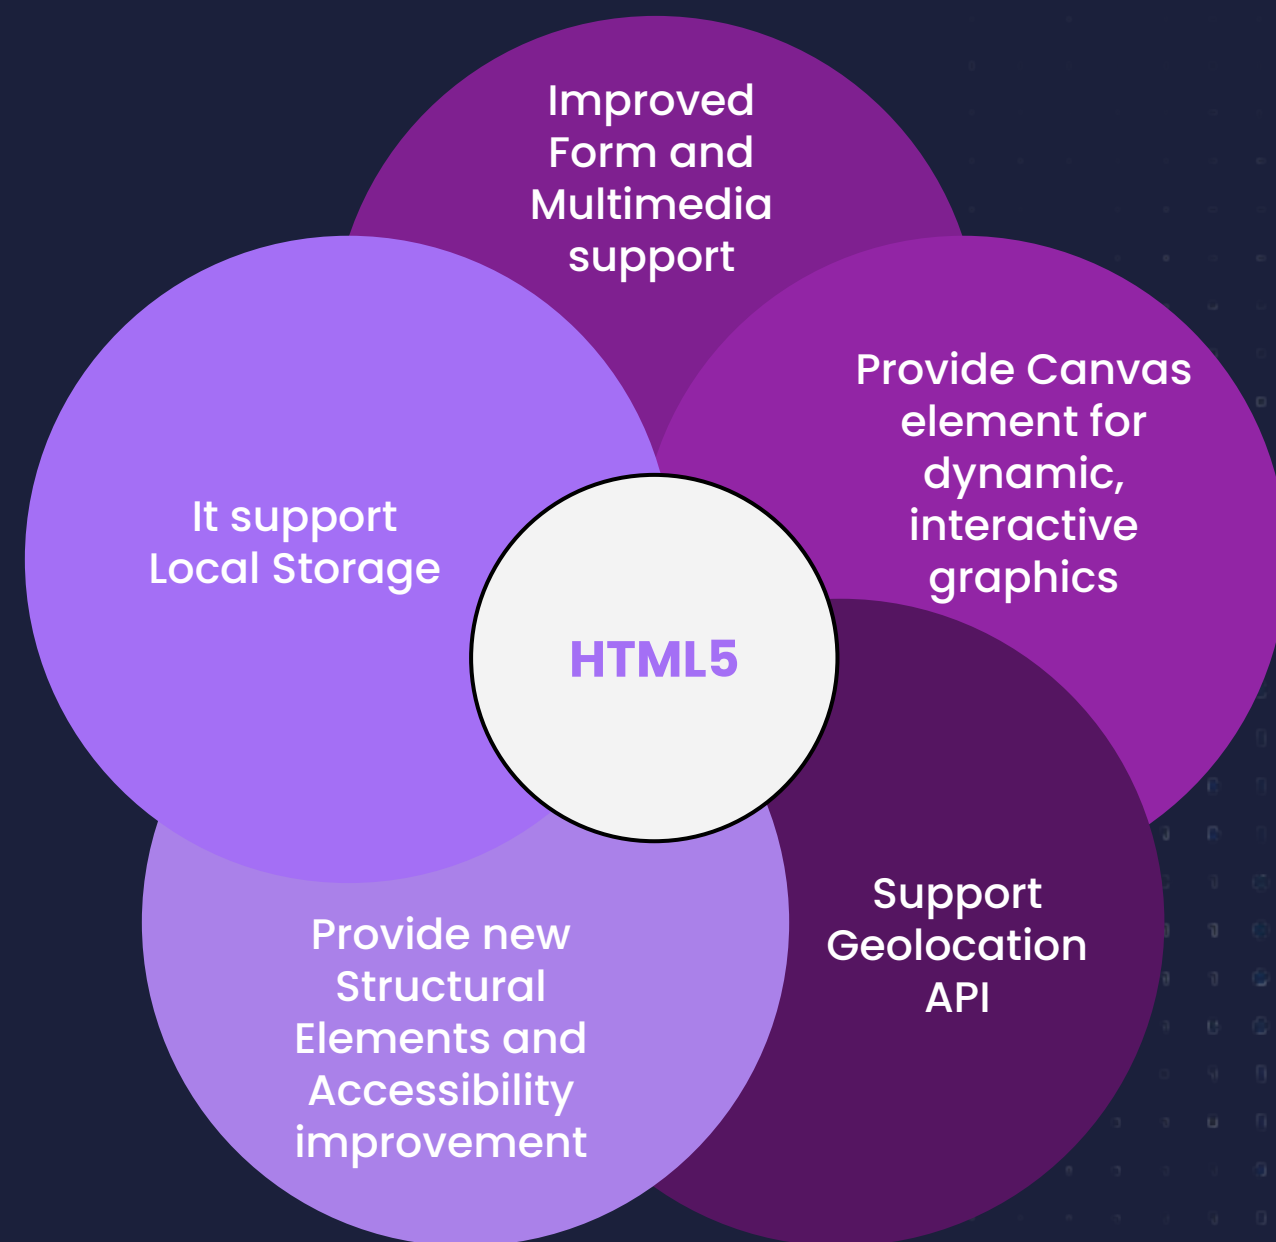 Improved
Form and
Multimedia
support
Provide Canvas
element for
dynamic,
interactive
graphics
It support
Local Storage
HTML5
Support
Geolocation
API
Provide new
Structural
Elements and
Accessibility
improvement